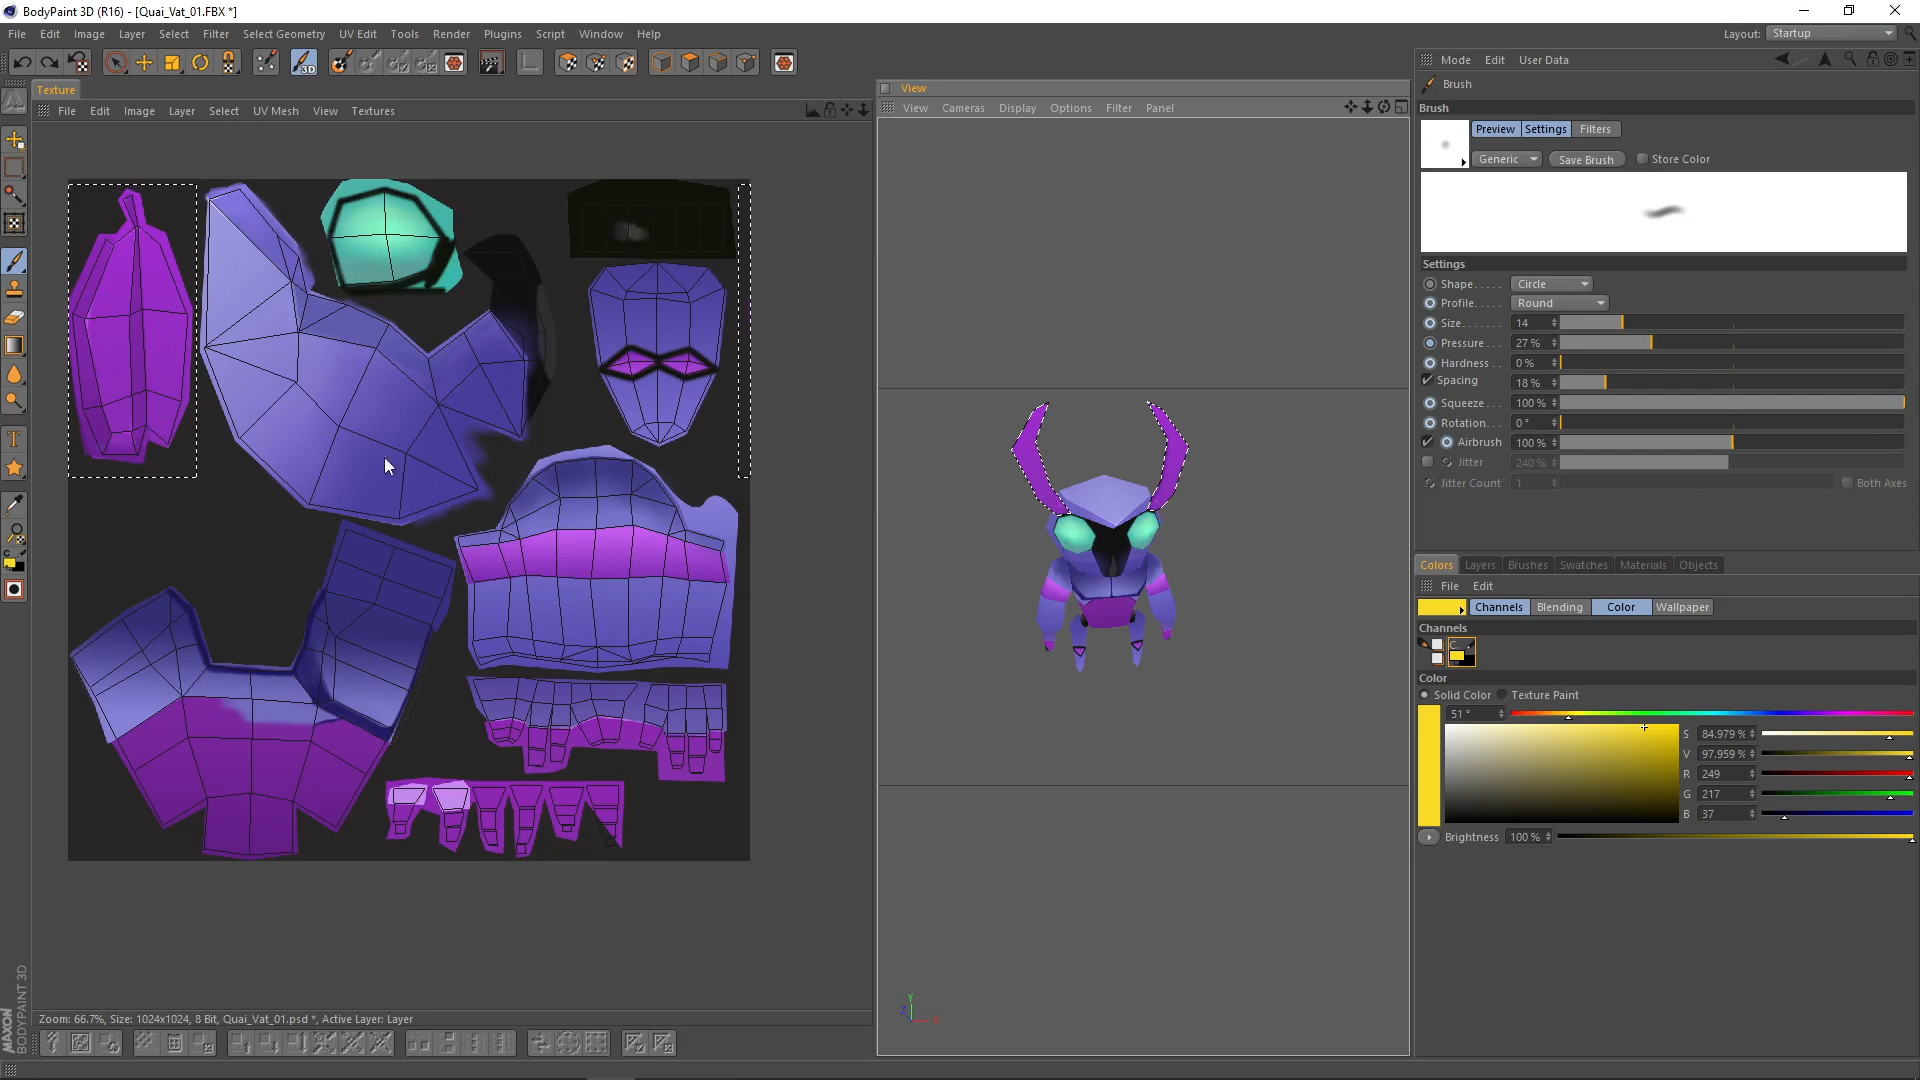 BodyPaint 3D (R16) - [Quai_Vat_01.FBX *]
File Edit Image Layer Select Filter Select Geometry UV Edit Tools Render Plugins Script Window Help
Layout: Startup
3D
Texture
File Edit Image Layer Select UV Mesh View Textures
View
View Cameras Display Options Filter Panel
Y
Z X
Zoom: 66.7%, Size: 1024x1024, 8 Bit, Quai_Vat_01.psd *, Active Layer: Layer
MAXON
BODYPAINT 3D
Mode Edit User Data
Brush
Brush
Preview Settings Filters
Generic Save Brush Store Color
Settings
Shape..... Circle
Profile..... Round
Size....... 14
Pressure... 27 %
Hardness.. 0 %
Spacing 18 %
Squeeze... 100 %
Rotation... 0 °
Airbrush 100 %
Jitter 240 %
Jitter Count 1 Both Axes
Colors Layers Brushes Swatches Materials Objects
File Edit
Channels Blending Color Wallpaper
Channels
C
Color
Solid Color Texture Paint
51 °
S 84.979 %
V 97.959 %
R 249
G 217
B 37
Brightness 100 %